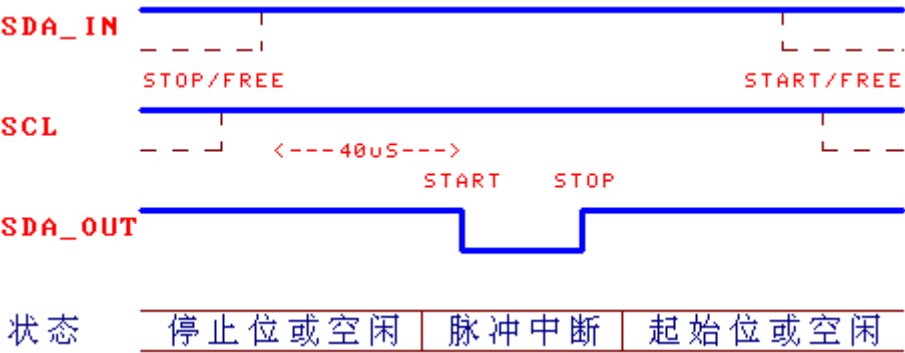 SDA_IN
STOP/FREE START/FREE
SCL
<---40uS--->
START STOP
SDA_OUT
状态 停止位或空闲 脉冲中断 起始位或空闲